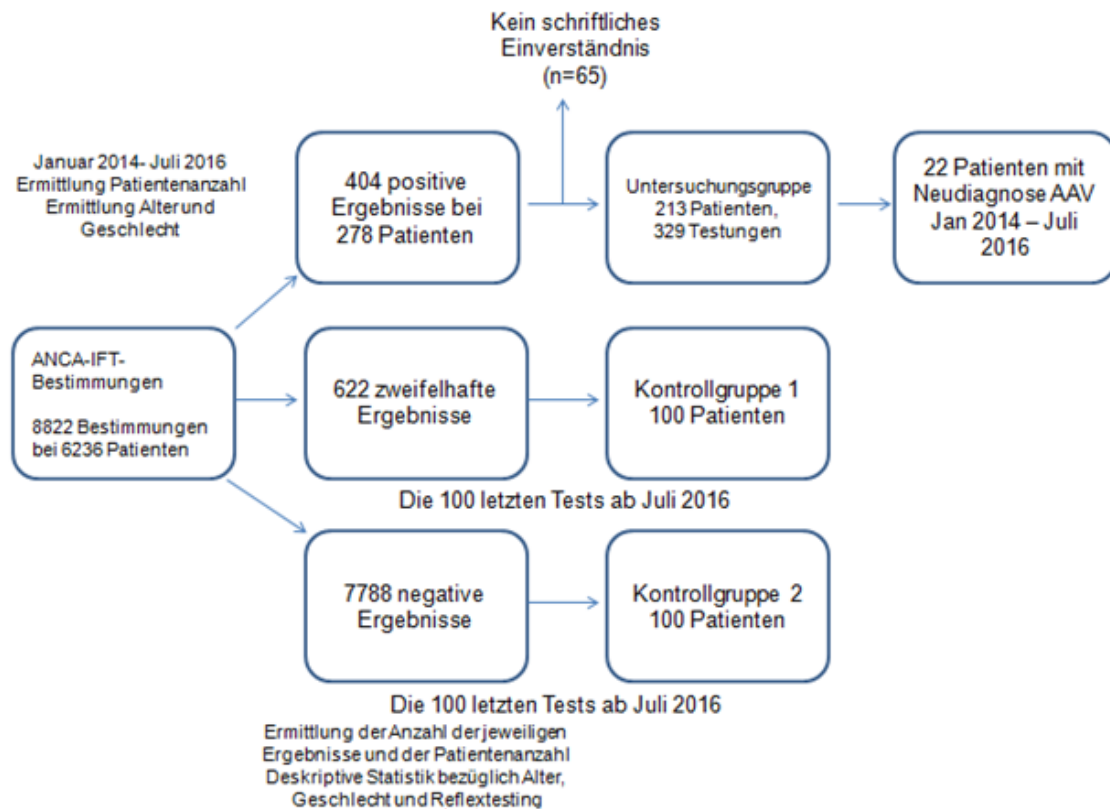 Kein schriftliches
Einverständnis
(n=65)
Januar 2014- Juli 2016
Ermittlung Patientenanzahl
Ermittlung Alter und
Geschlecht
404 positive
Ergebnisse bei
278 Patienten
Untersuchungsgruppe
213 Patienten,
329 Testungen
22 Patienten mit
Neudiagnose AAV
Jan 2014 – Juli
2016
ANCA-IFT-
Bestimmungen
8822 Bestimmungen
bei 6236 Patienten
622 zweifelhafte
Ergebnisse
Kontrollgruppe 1
100 Patienten
Die 100 letzten Tests ab Juli 2016
7788 negative
Ergebnisse
Kontrollgruppe 2
100 Patienten
Die 100 letzten Tests ab Juli 2016
Ermittlung der Anzahl der jeweiligen
Ergebnisse und der Patientenanzahl
Deskriptive Statistik bezüglich Alter,
Geschlecht und Reflextesting